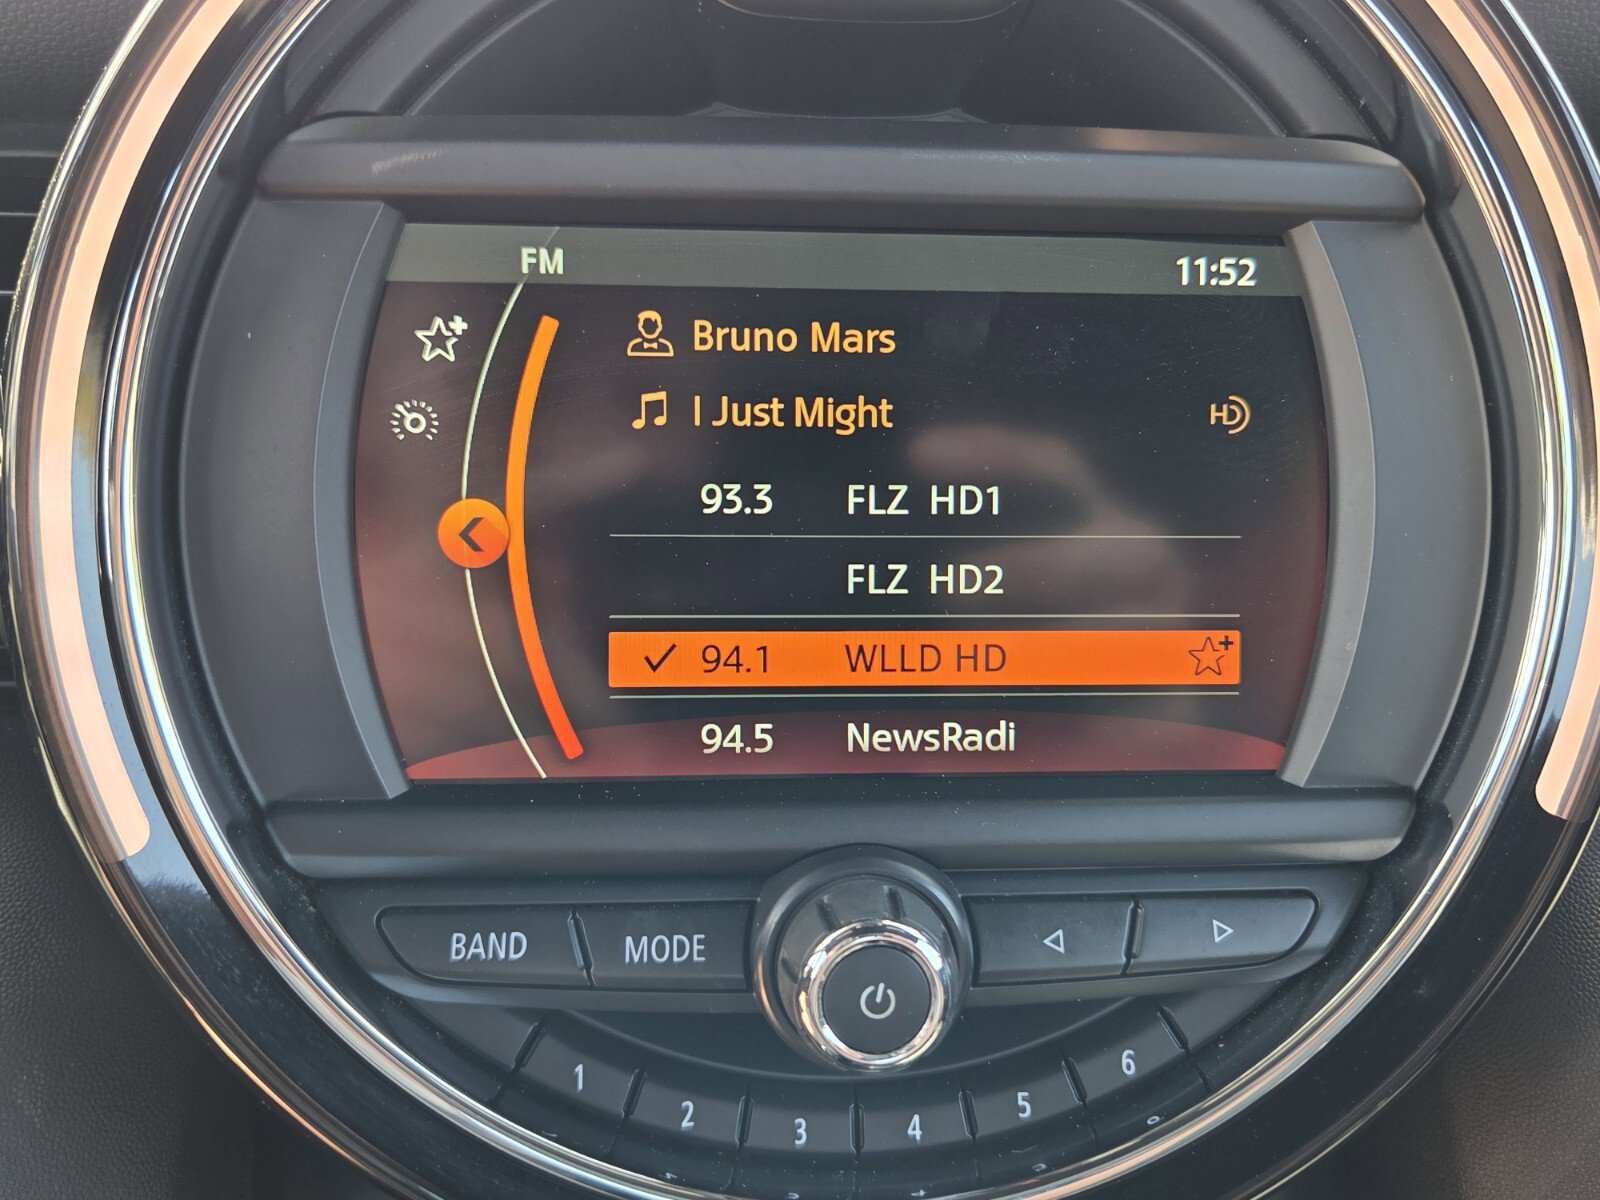 FM 11:52
Bruno Mars
I Just Might HD
93.3 FLZ HD1
FLZ HD2
94.1 WLLD HD
94.5 NewsRadi
BAND MODE
1 2 3 4 5 6